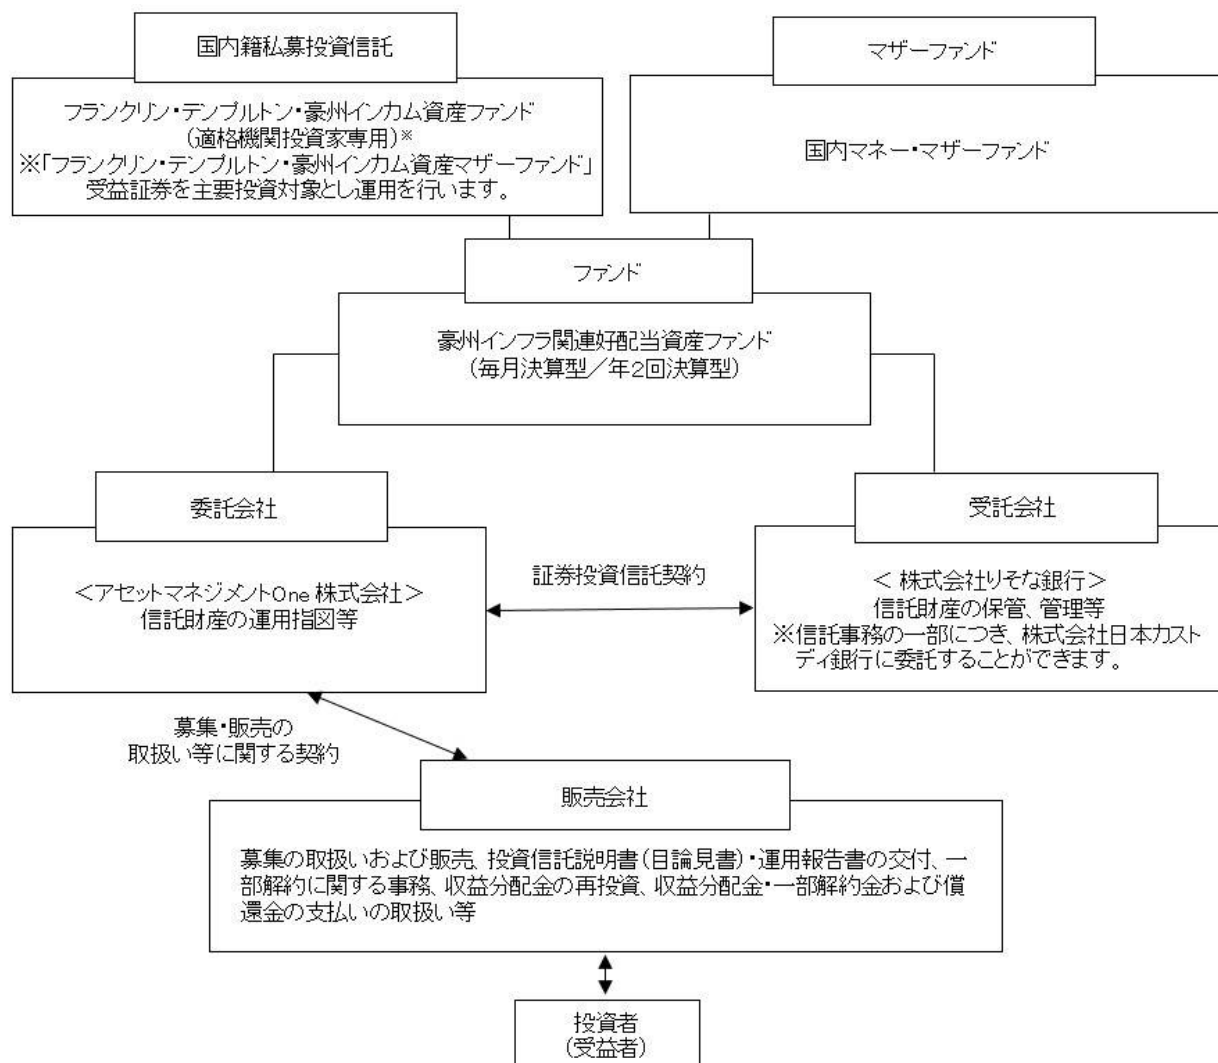 国内籍私募投資信託
マザーファンド
フランクリン・テンプルトン・豪州インカム資産ファンド
(適格機関投資家専用)※
※「フランクリン・テンプルトン・豪州インカム資産マザーファンド」
受益証券を主要投資対象とし運用を行います。
国内マネー・マザーファンド
ファンド
豪州インフラ関連好配当資産ファンド
(毎月決算型／年2回決算型)
委託会社
受託会社
＜アセットマネジメントOne 株式会社＞
信託財産の運用指図等
証券投資信託契約
＜ 株式会社りそな銀行＞
信託財産の保管、管理等
※信託事務の一部につき、株式会社日本カスト
ディ銀行に委託することができます。
募集・販売の
取扱い等に関する契約
販売会社
募集の取扱いおよび販売、投資信託説明書(目論見書)・運用報告書の交付、一
部解約に関する事務、収益分配金の再投資、収益分配金・一部解約金および償
還金の支払いの取扱い等
投資者
(受益者)